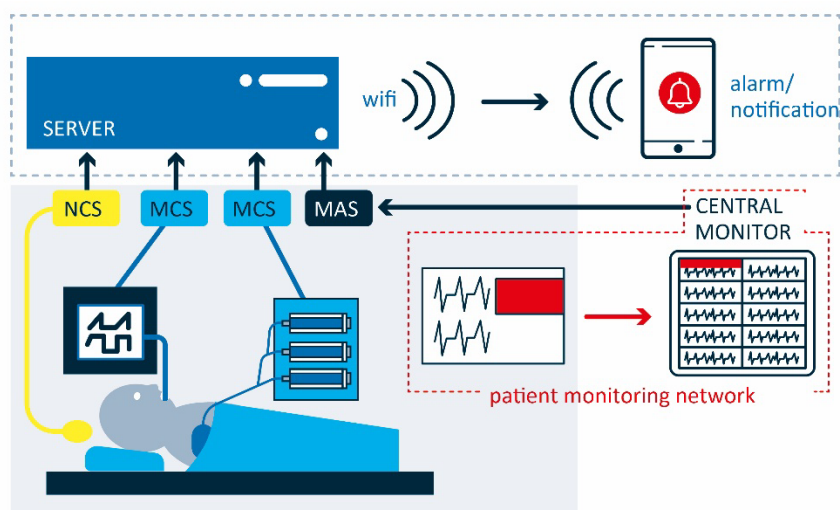 wifi
alarm/
notification
SERVER
NCS
MCS
MCS
MAS
CENTRAL
MONITOR
patient monitoring network